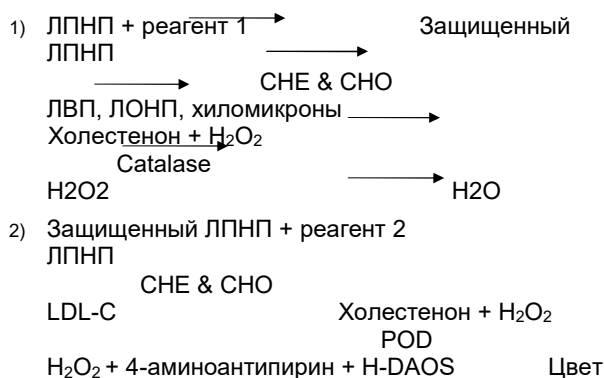 1) ЛПНП + реагент 1 Защищенный
ЛПНП
CHE & CHO
ЛВП, ЛОНП, хиломикроны
Холестенон + H₂O₂
Catalase
H2O2 H2O
2) Защищенный ЛПНП + реагент 2
ЛПНП
CHE & CHO
LDL-C Холестенон + H₂O₂
POD
H₂O₂ + 4-аминоантипирин + H-DAOS Цвет